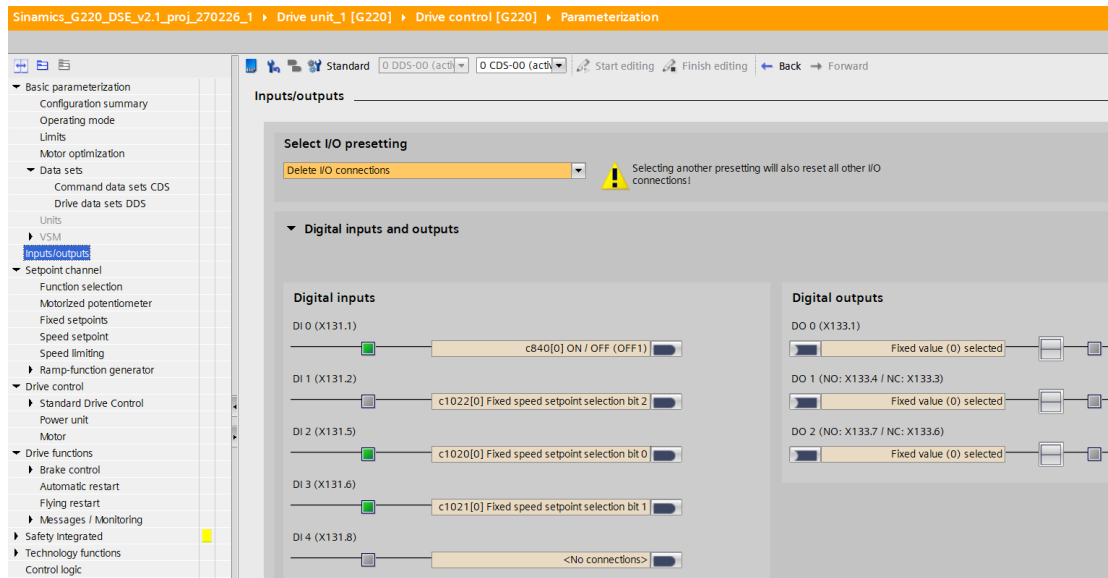 Sinamics_G220_DSE_v2.1_proj_270226_1 › Drive unit_1 [G220] › Drive control [G220] › Parameterization
Standard 0 DDS-00 (activ 0 CDS-00 (activ Start editing Finish editing Back Forward
Basic parameterization
Configuration summary
Operating mode
Limits
Motor optimization
Data sets
Command data sets CDS
Drive data sets DDS
Units
VSM
Inputs/outputs
Setpoint channel
Function selection
Motorized potentiometer
Fixed setpoints
Speed setpoint
Speed limiting
Ramp-function generator
Drive control
Standard Drive Control
Power unit
Motor
Drive functions
Brake control
Automatic restart
Flying restart
Messages / Monitoring
Safety Integrated
Technology functions
Control logic
Inputs/outputs
Select I/O presetting
Delete I/O connections
Selecting another presetting will also reset all other I/O
connections!
Digital inputs and outputs
Digital inputs
DI 0 (X131.1)
c840[0] ON / OFF (OFF1)
DI 1 (X131.2)
c1022[0] Fixed speed setpoint selection bit 2
DI 2 (X131.5)
c1020[0] Fixed speed setpoint selection bit 0
DI 3 (X131.6)
c1021[0] Fixed speed setpoint selection bit 1
DI 4 (X131.8)
<No connections>
Digital outputs
DO 0 (X133.1)
Fixed value (0) selected
DO 1 (NO: X133.4 / NC: X133.3)
Fixed value (0) selected
DO 2 (NO: X133.7 / NC: X133.6)
Fixed value (0) selected